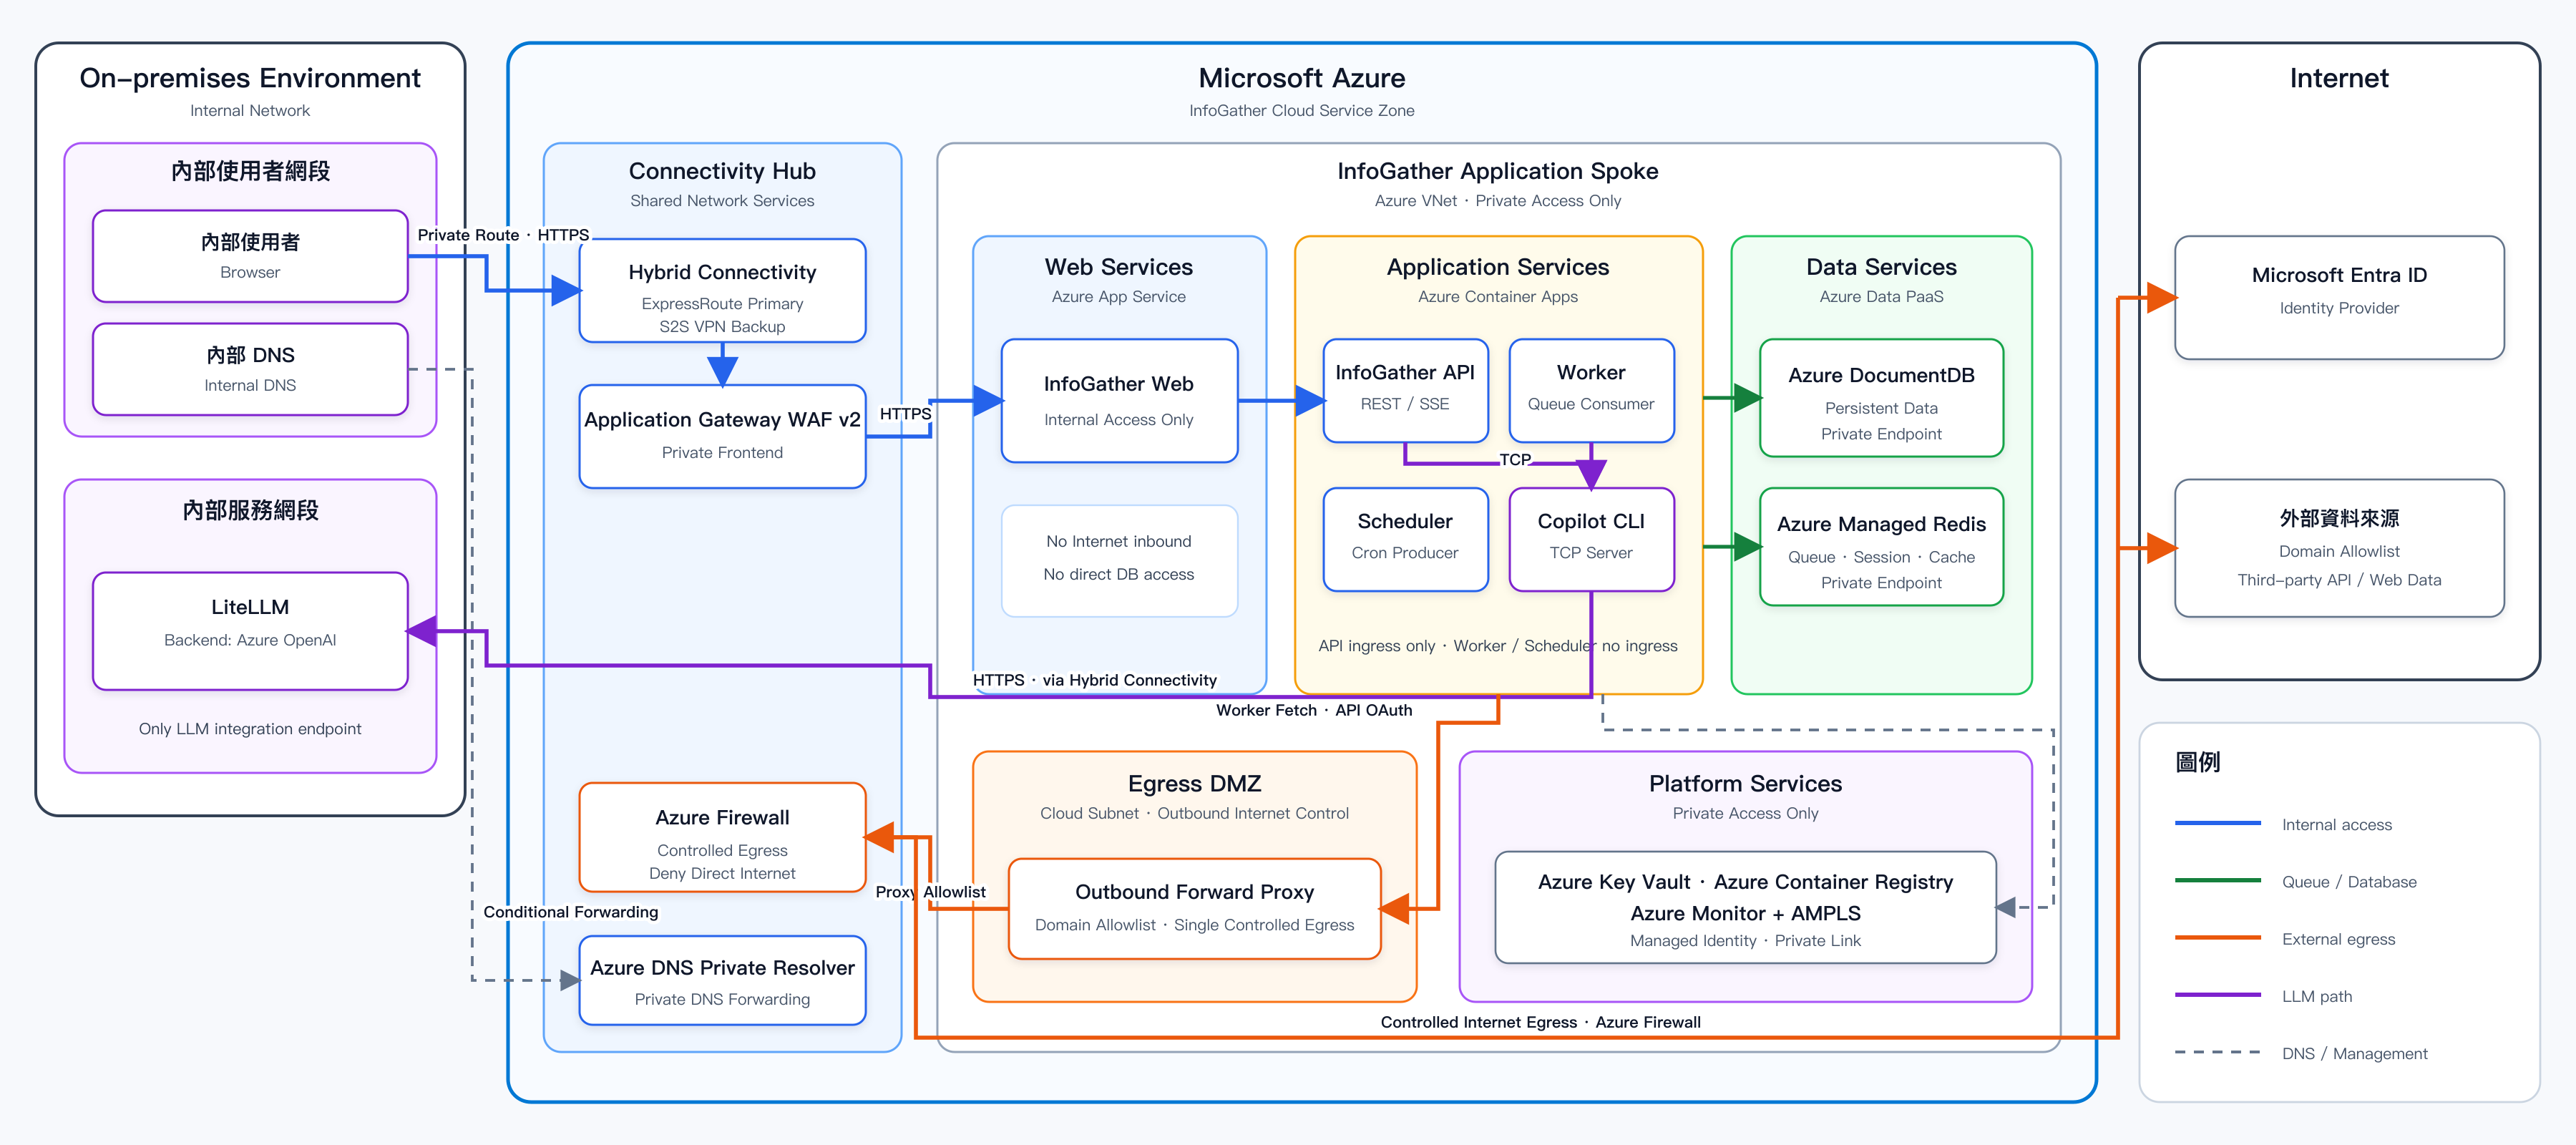 On-premises Environment
Internal Network
內部使用者網段
內部使用者
Browser
內部 DNS
Internal DNS
內部服務網段
LiteLLM
Backend: Azure OpenAI
Only LLM integration endpoint
Private Route · HTTPS
Microsoft Azure
InfoGather Cloud Service Zone
Connectivity Hub
Shared Network Services
Hybrid Connectivity
ExpressRoute Primary
S2S VPN Backup
Application Gateway WAF v2
Private Frontend
HTTPS
Azure Firewall
Controlled Egress
Deny Direct Internet
Proxy Allowlist
Conditional Forwarding
Azure DNS Private Resolver
Private DNS Forwarding
InfoGather Application Spoke
Azure VNet · Private Access Only
Web Services
Azure App Service
InfoGather Web
Internal Access Only
No Internet inbound
No direct DB access
Application Services
Azure Container Apps
InfoGather API
REST / SSE
Worker
Queue Consumer
TCP
Scheduler
Cron Producer
Copilot CLI
TCP Server
API ingress only · Worker / Scheduler no ingress
Data Services
Azure Data PaaS
Azure DocumentDB
Persistent Data
Private Endpoint
Azure Managed Redis
Queue · Session · Cache
Private Endpoint
HTTPS · via Hybrid Connectivity
Worker Fetch · API OAuth
Egress DMZ
Cloud Subnet · Outbound Internet Control
Outbound Forward Proxy
Domain Allowlist · Single Controlled Egress
Platform Services
Private Access Only
Azure Key Vault · Azure Container Registry
Azure Monitor + AMPLS
Managed Identity · Private Link
Controlled Internet Egress · Azure Firewall
Internet
Microsoft Entra ID
Identity Provider
外部資料來源
Domain Allowlist
Third-party API / Web Data
圖例
Internal access
Queue / Database
External egress
LLM path
DNS / Management